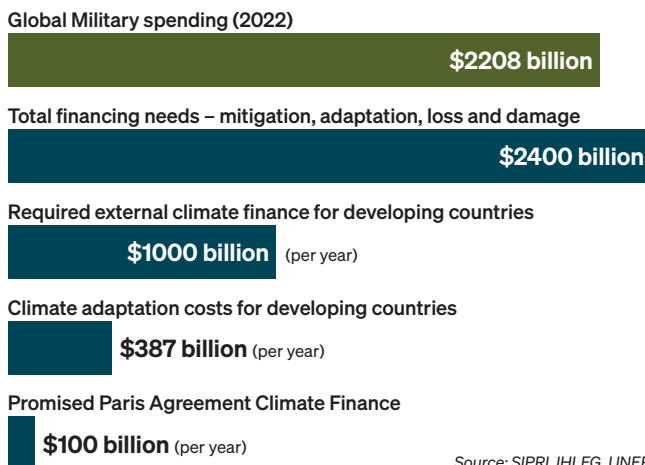 Global Military spending (2022)
$2208 billion
Total financing needs – mitigation, adaptation, loss and damage
$2400 billion
Required external climate finance for developing countries
$1000 billion (per year)
Climate adaptation costs for developing countries
$387 billion (per year)
Promised Paris Agreement Climate Finance
$100 billion (per year)
Source: SIPRI, IHLEG,